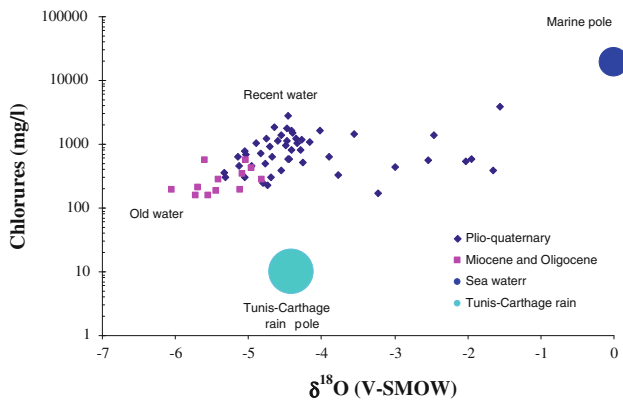 Marine pole
100000
10000
1000
100
10
1
Chlorures (mg/l)
Recent water
Old water
Plio-quaternary
Miocene and Oligocene
Sea waterr
Tunis-Carthage rain
Tunis-Carthage
rain pole
-7 -6 -5 -4 -3 -2 -1 0
δ¹⁸O (V-SMOW)